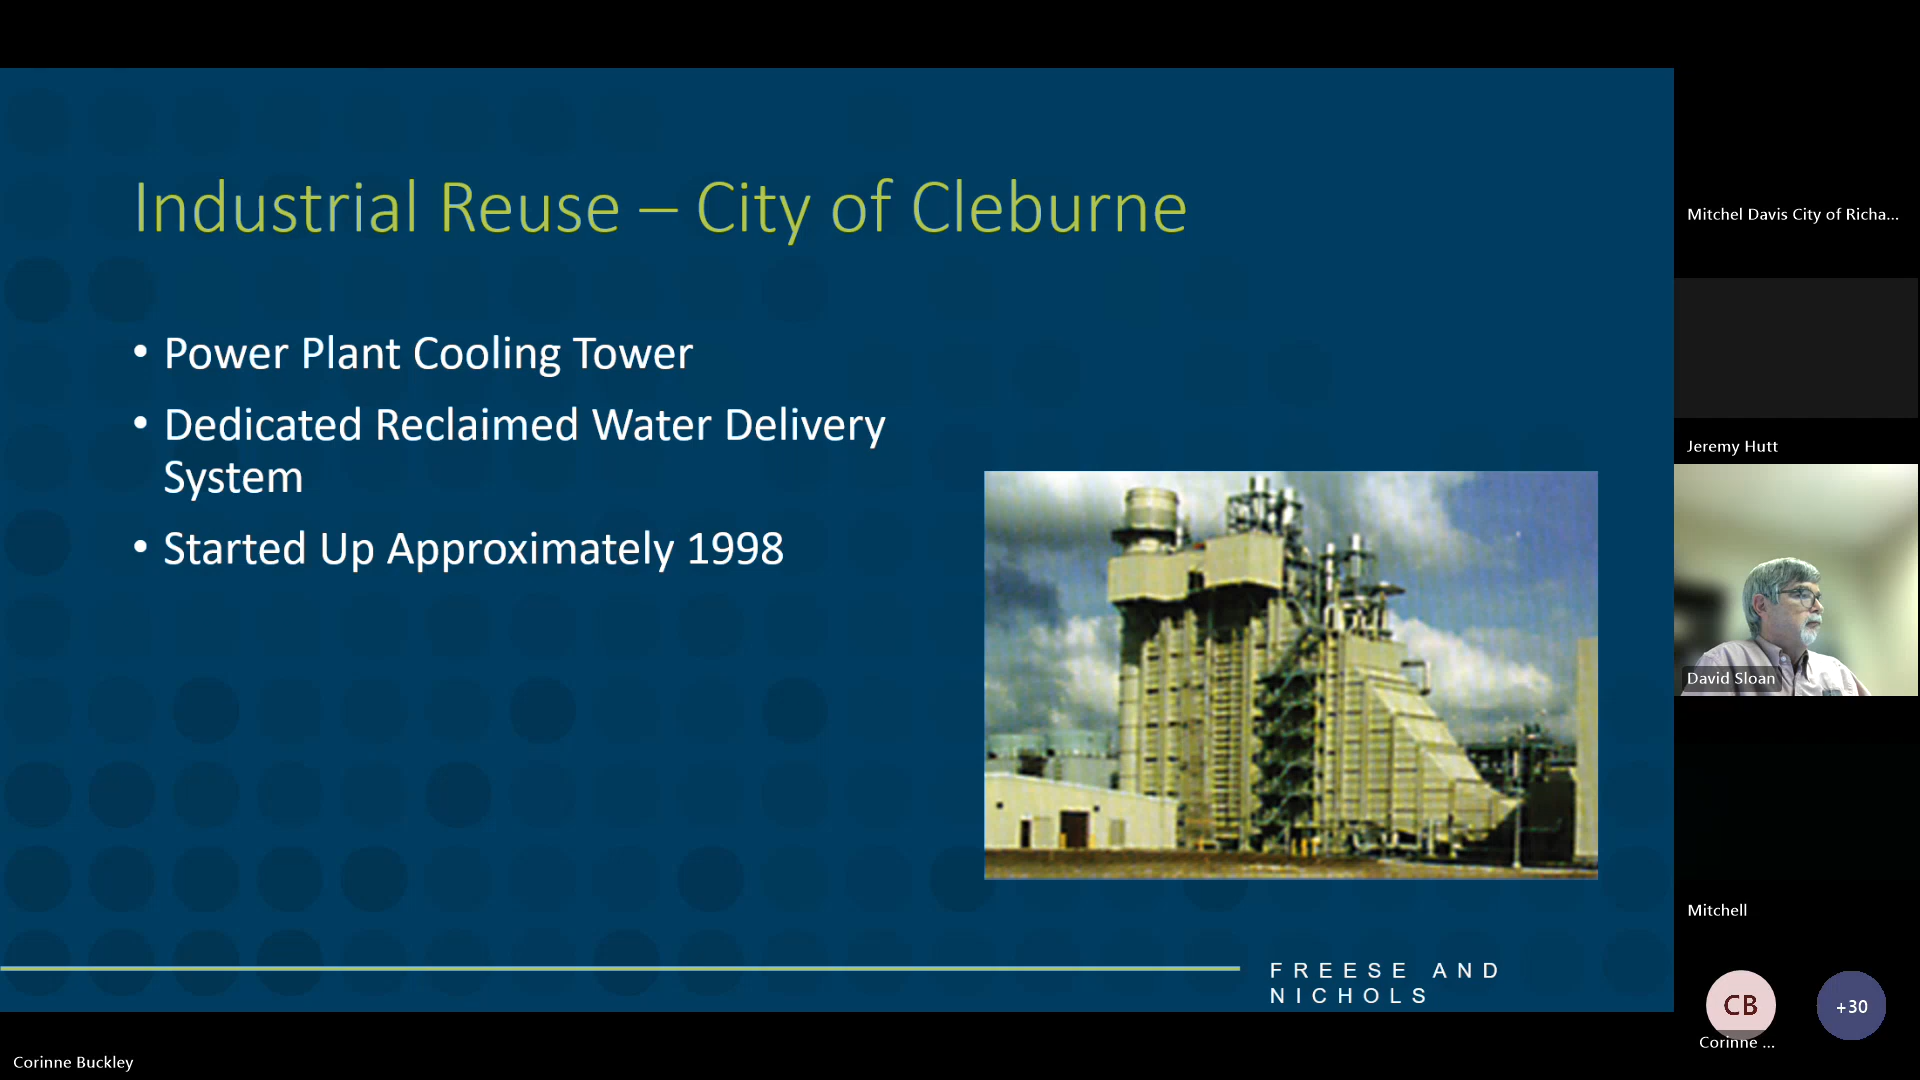 Industrial Reuse – City of Cleburne
• Power Plant Cooling Tower
• Dedicated Reclaimed Water Delivery
System
• Started Up Approximately 1998
FREESE AND
NICHOLS
Mitchel Davis City of Richa...
Jeremy Hutt
David Sloan
Mitchell
CB
+30
Corinne ...
Corinne Buckley